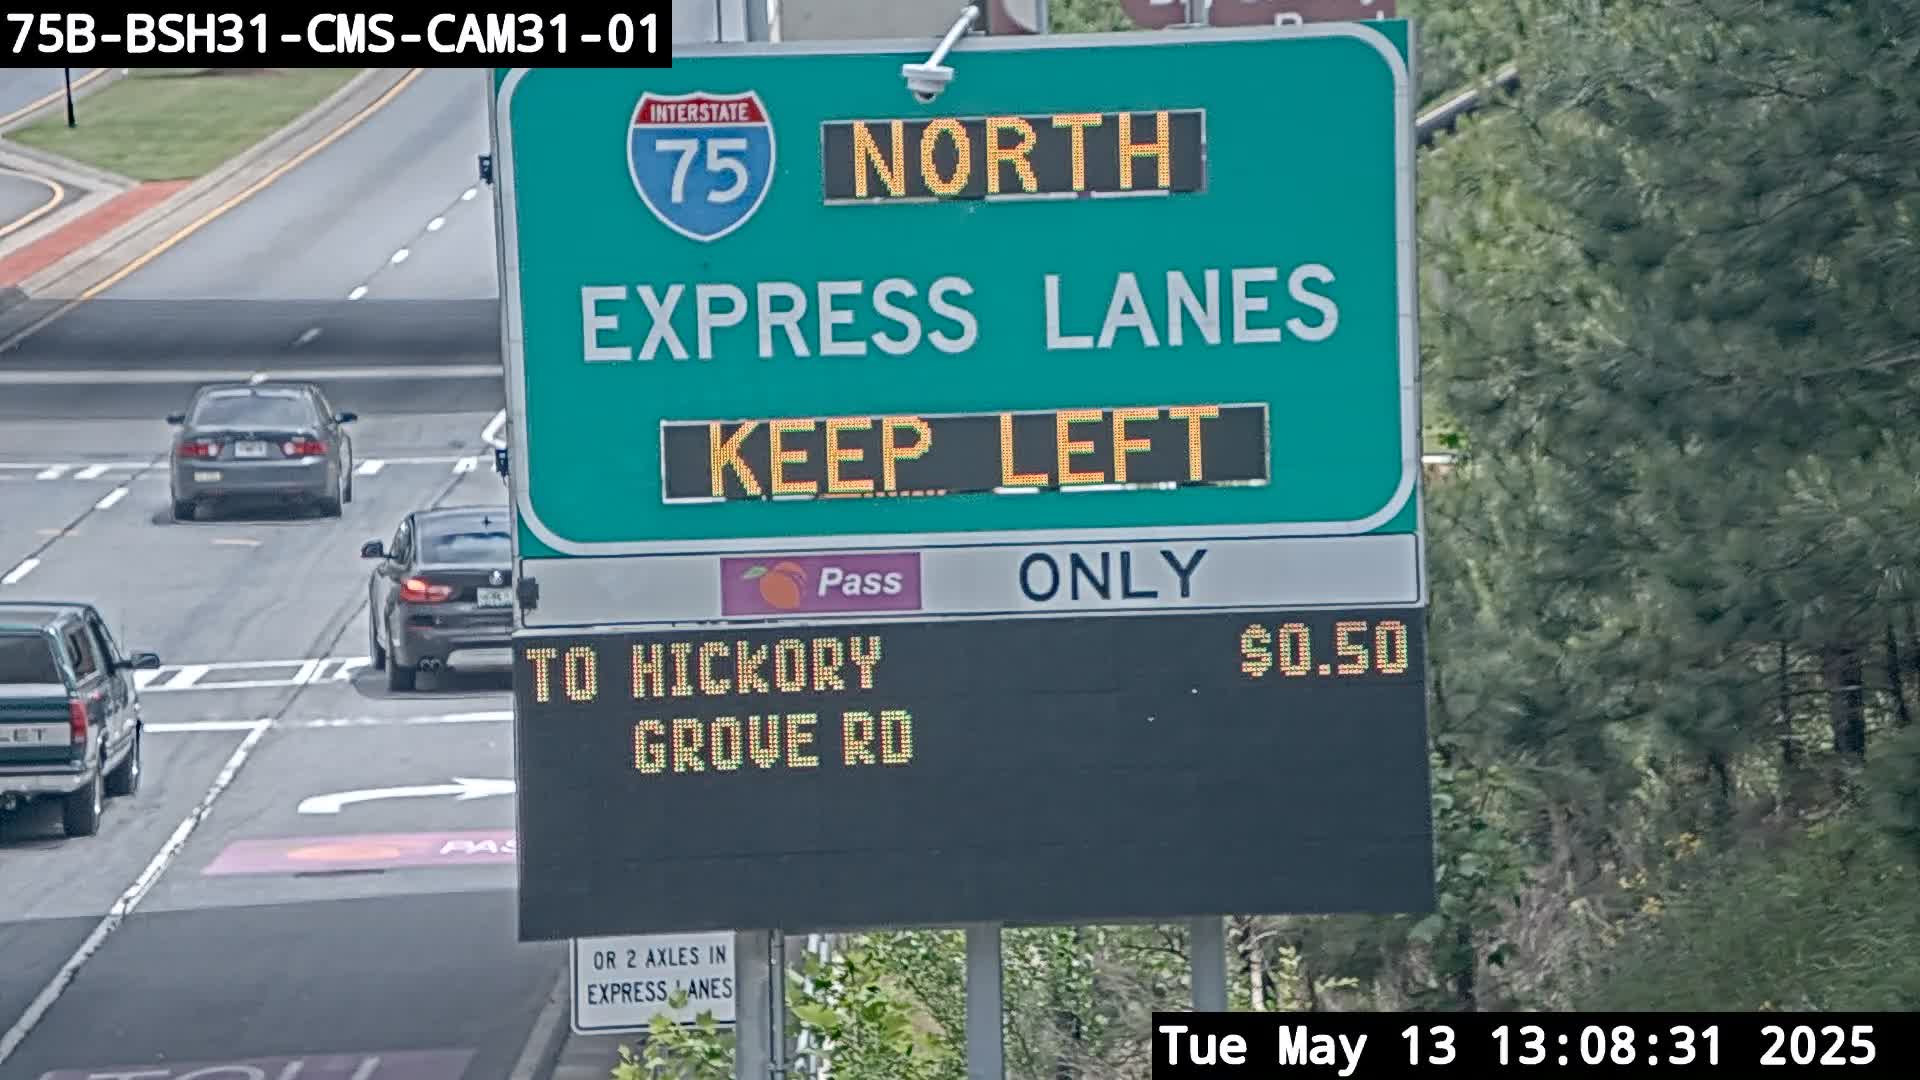 75B-BSH31-CMS-CAM31-01
INTERSTATE
75
NORTH
EXPRESS LANES
KEEP LEFT
Pass
ONLY
TO HICKORY $0.50
GROVE RD
OR 2 AXLES IN
EXPRESS LANES
Tue May 13 13:08:31 2025